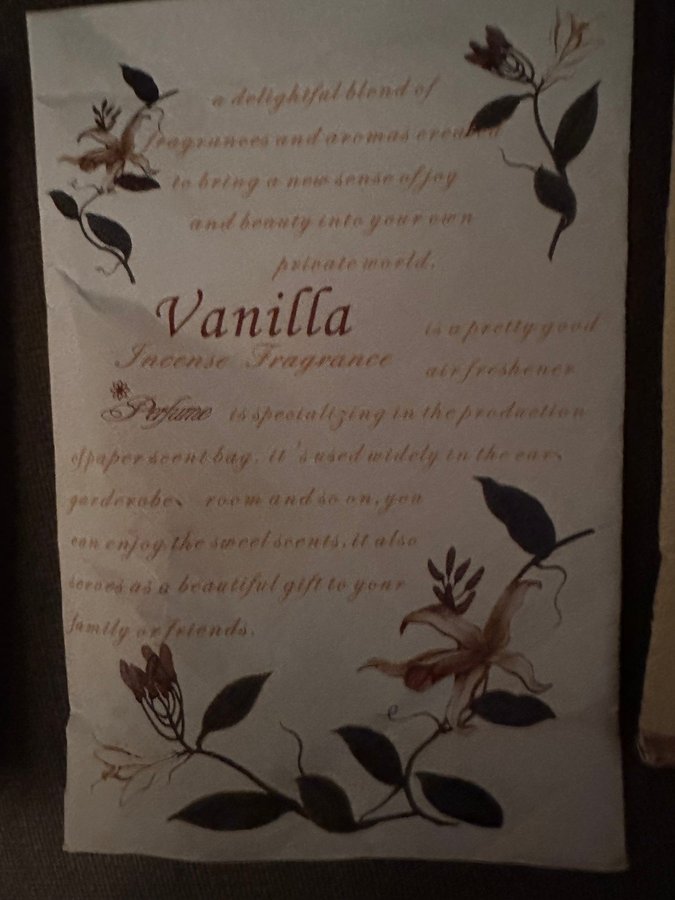 a delightful blend of
fragrances and aromas created
to bring a new sense of joy
and beauty into your own
private world.
Vanilla
is a pretty good
Incense Fragrance
air freshener
Perfume is specializing in the production
of paper scent bag. it's used widely in the car、
garderobe、 room and so on, you
can enjog the sweel scents, it also
serves as a beautiful gift to your
family or friends.